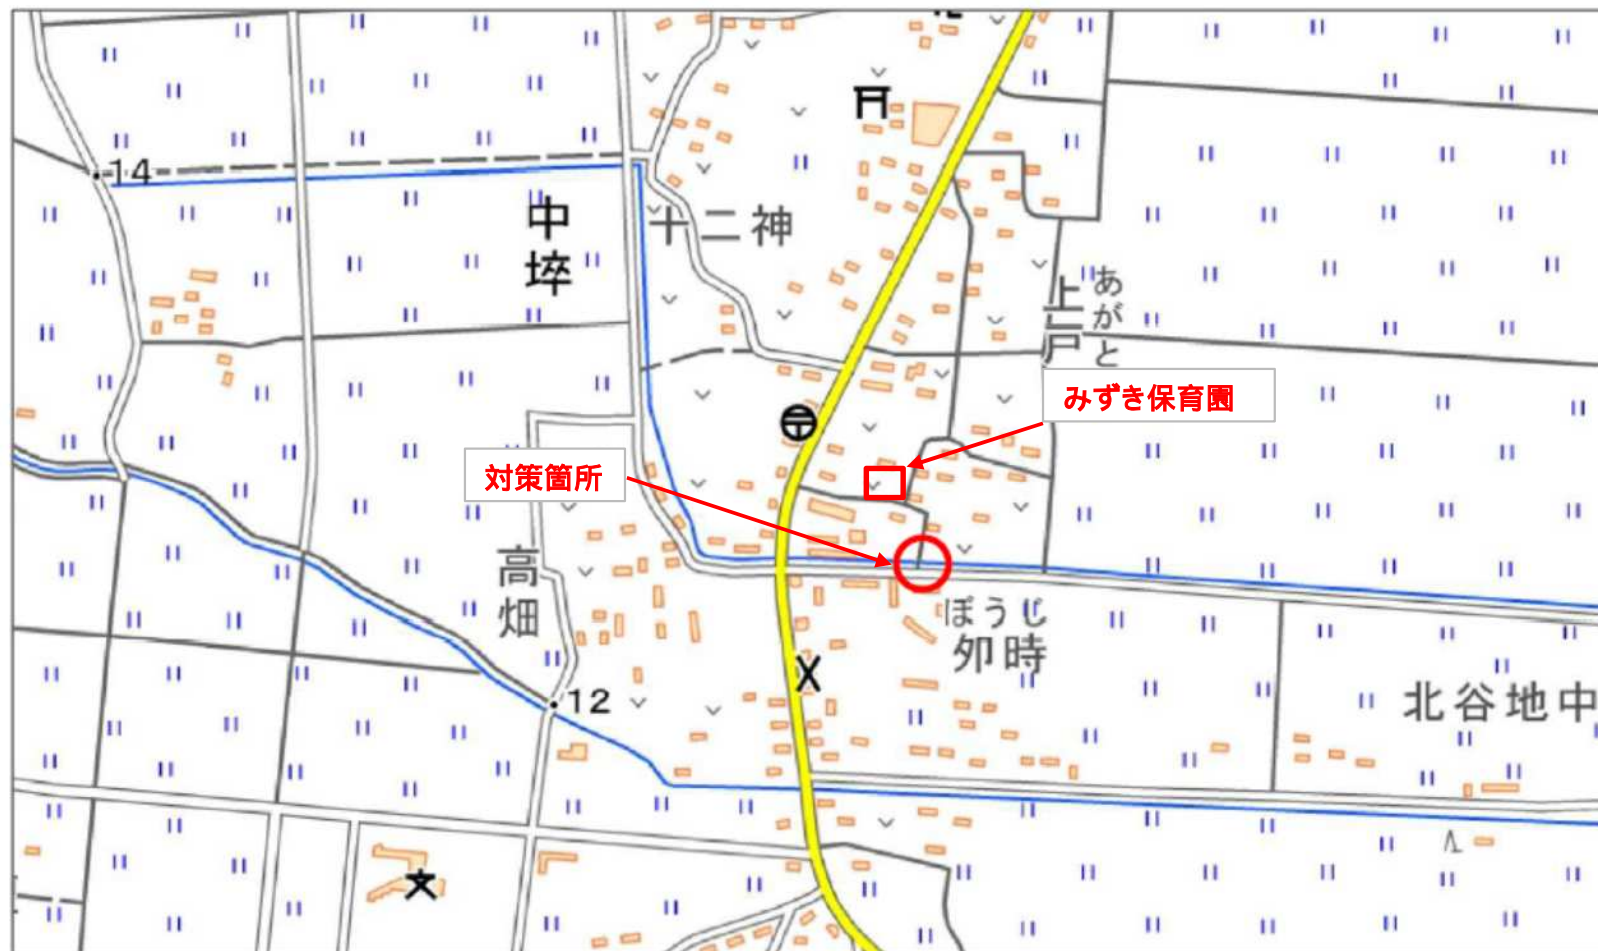 14
中
埣
十二神
あがと
上戸
みずき保育園
対策箇所
高
畑
ぼうじ
夘時
12
北谷地中